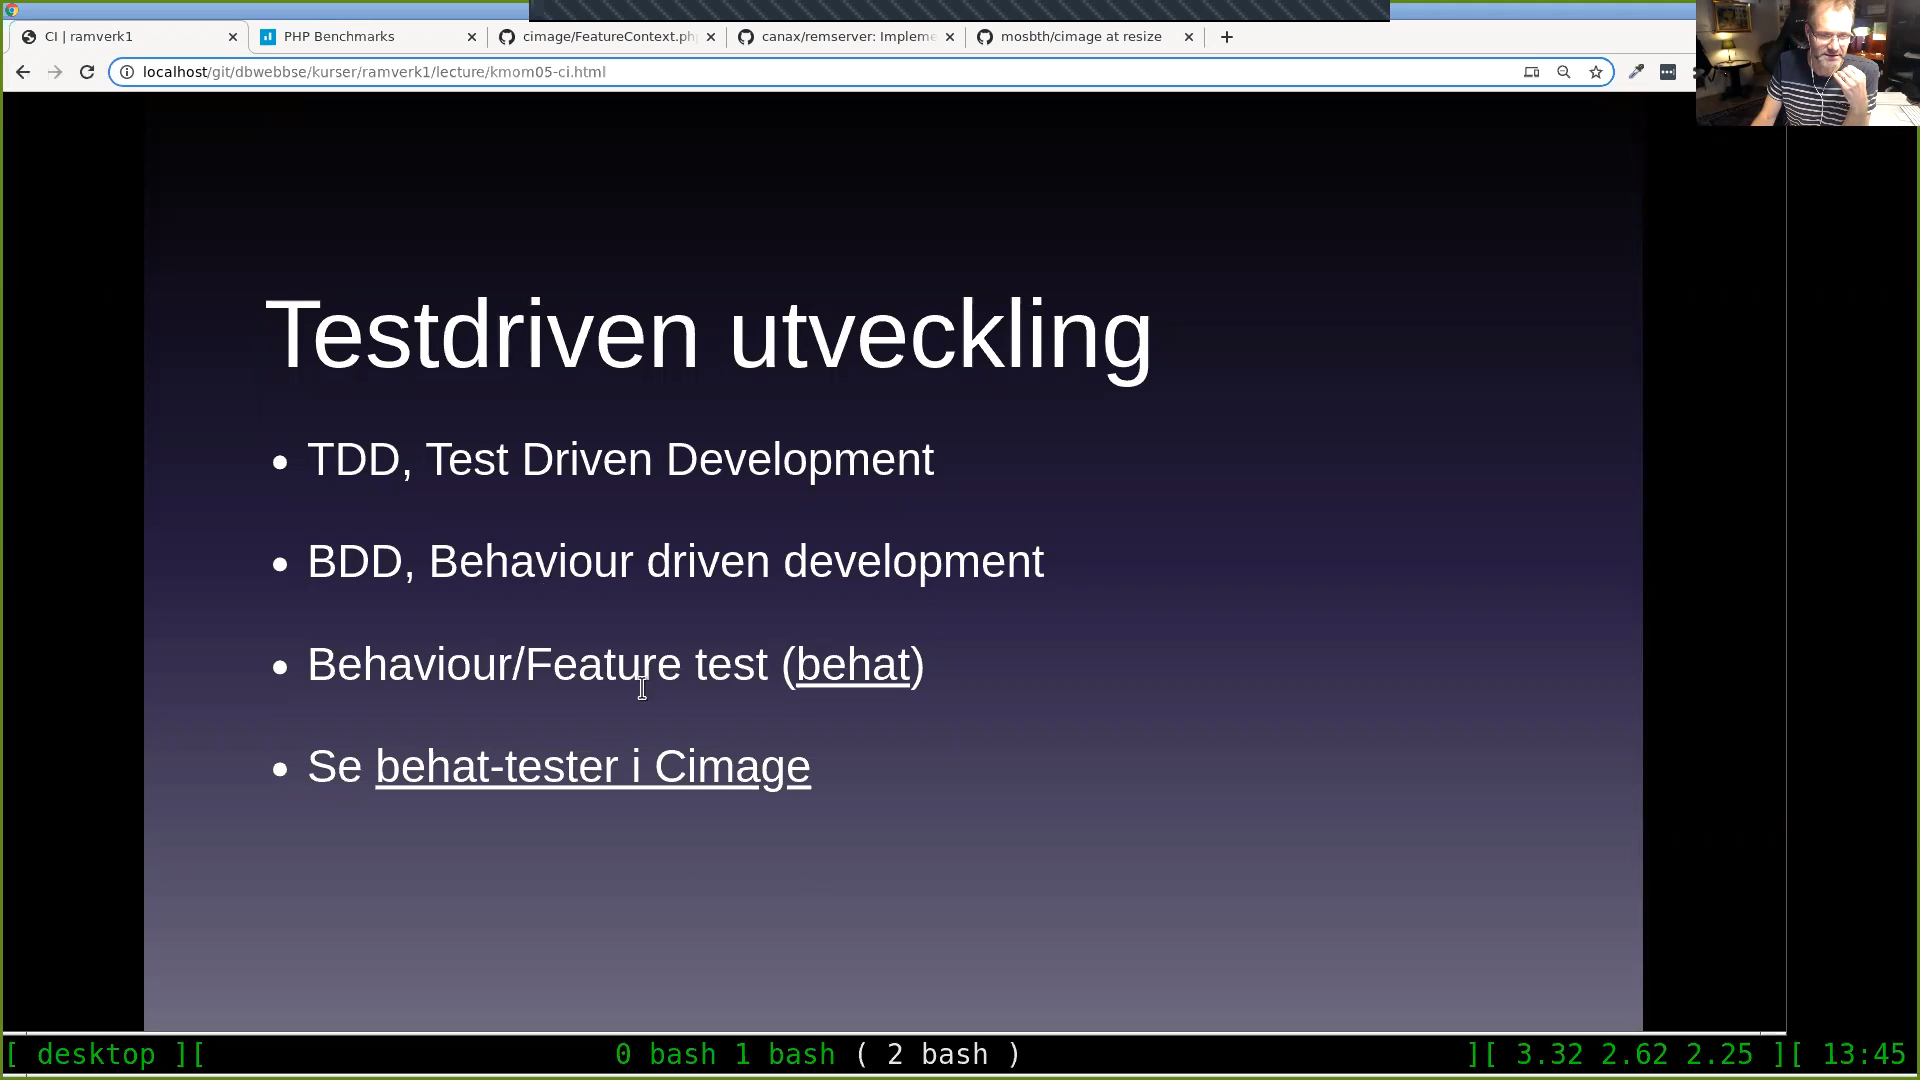 CI | ramverk1
PHP Benchmarks
cimage/FeatureContext.ph
canax/remserver: Impleme
mosbth/cimage at resize
localhost/git/dbwebbse/kurser/ramverk1/lecture/kmom05-ci.html
Testdriven utveckling
• TDD, Test Driven Development
• BDD, Behaviour driven development
• Behaviour/Feature test (behat)
• Se behat-tester i Cimage
[ desktop ][ 0 bash 1 bash ( 2 bash ) ][ 3.32 2.62 2.25 ][ 13:45